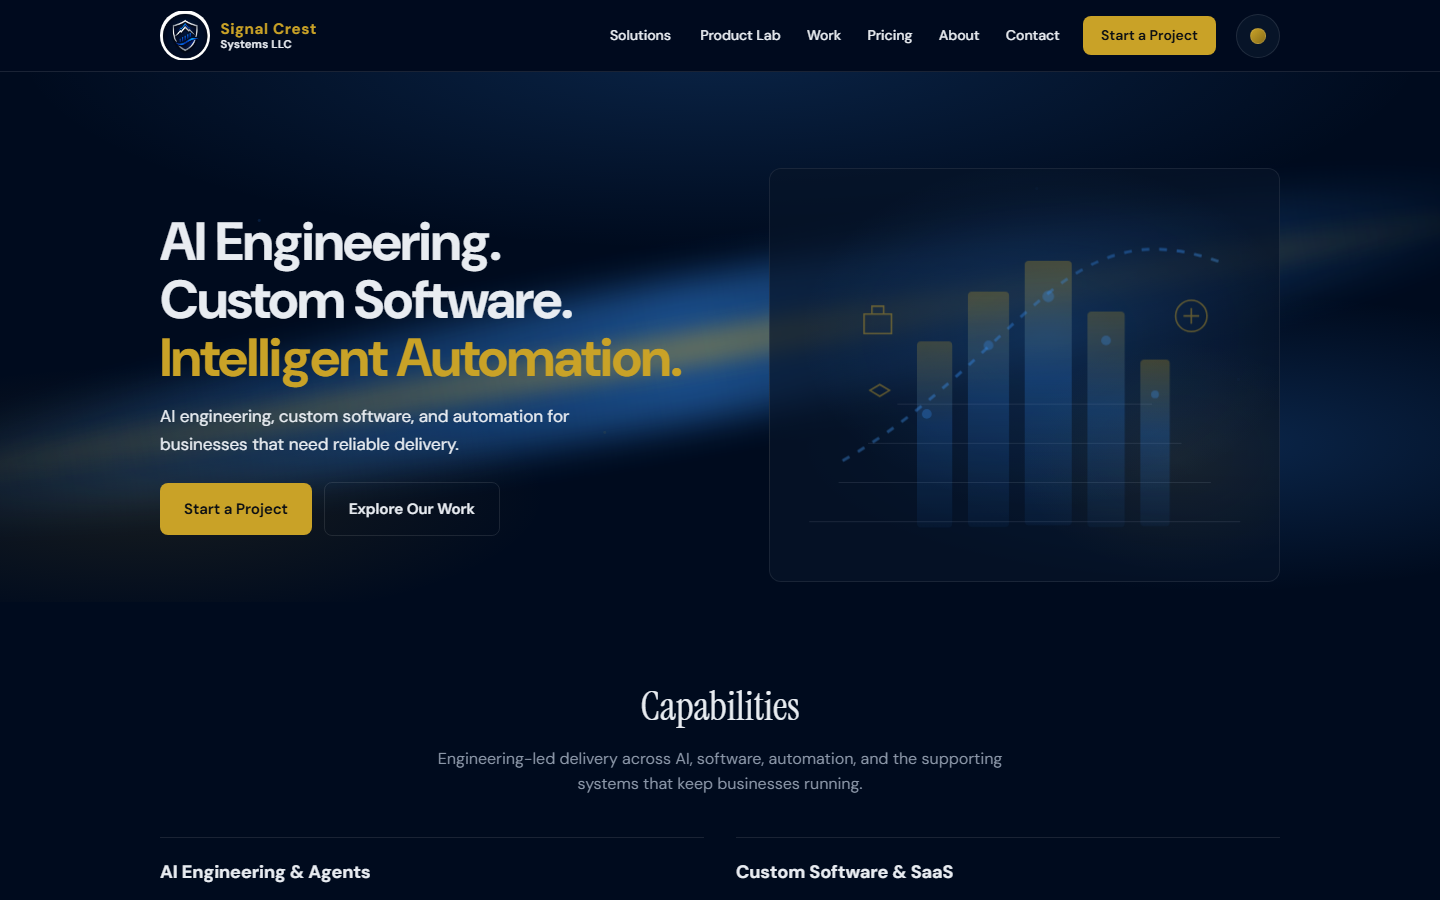 Signal Crest
Systems LLC
Solutions
Product Lab
Work
Pricing
About
Contact
Start a Project
AI Engineering.
Custom Software.
Intelligent Automation.
AI engineering, custom software, and automation for
businesses that need reliable delivery.
Start a Project
Explore Our Work
Capabilities
Engineering-led delivery across AI, software, automation, and the supporting
systems that keep businesses running.
AI Engineering & Agents
Custom Software & SaaS